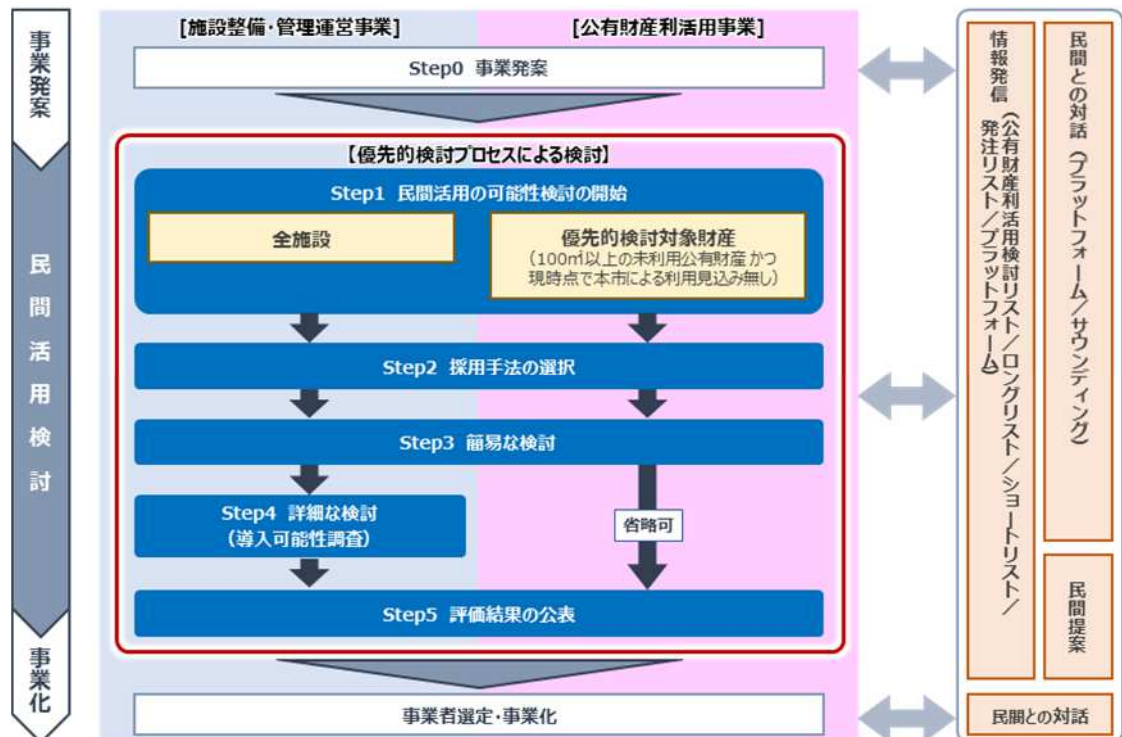 事業発案
民間活用検討
事業化
[施設整備・管理運営事業]
[公有財産利活用事業]
Step0 事業発案
【優先的検討プロセスによる検討】
Step1 民間活用の可能性検討の開始
全施設
優先的検討対象財産
(100㎡以上の未利用公有財産 かつ
現時点で本市による利用見込み無し)
Step2 採用手法の選択
Step3 簡易な検討
Step4 詳細な検討
(導入可能性調査)
省略可
Step5 評価結果の公表
事業者選定・事業化
民間との対話(プラットフォーム/サウンディング)
情報発信(公有財産利活用検討リスト/ロングリスト/ショートリスト/
発注リスト/プラットフォーム)
民間提案
民間との対話